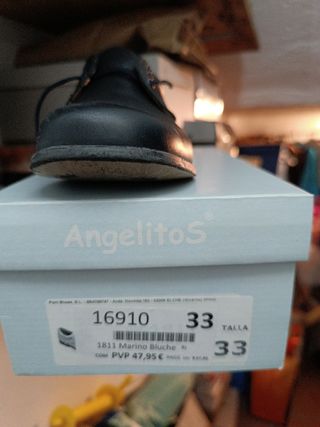 AngelitoS®
16910 33 TALLA
1811 Marino Bluche 33
PVP 47,95 €